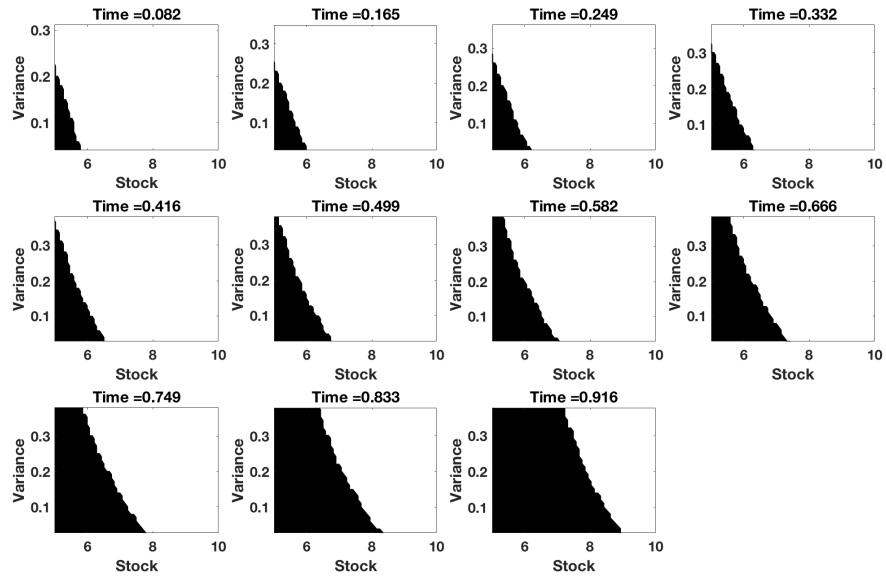 Time =0.082
Time =0.165
Time =0.249
Time =0.332
Variance
0.3
0.2
0.1
6
8
10
Stock
Variance
0.3
0.2
0.1
6
8
10
Stock
Variance
0.3
0.2
0.1
6
8
10
Stock
Variance
0.3
0.2
0.1
6
8
10
Stock
Time =0.416
Time =0.499
Time =0.582
Time =0.666
Variance
0.3
0.2
0.1
6
8
10
Stock
Variance
0.3
0.2
0.1
6
8
10
Stock
Variance
0.3
0.2
0.1
6
8
10
Stock
Variance
0.3
0.2
0.1
6
8
10
Stock
Time =0.749
Time =0.833
Time =0.916
Variance
0.3
0.2
0.1
6
8
10
Stock
Variance
0.3
0.2
0.1
6
8
10
Stock
Variance
0.3
0.2
0.1
6
8
10
Stock